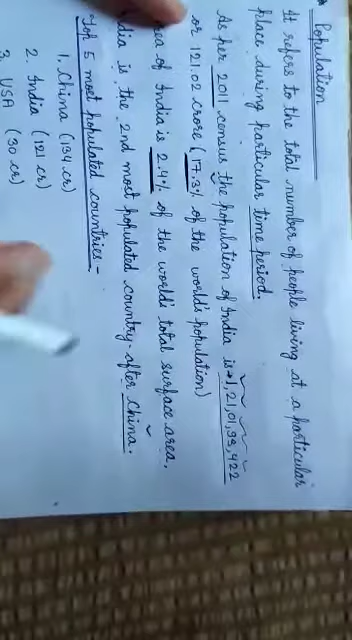 Population
It refers to the total number of people living at a particular
place during particular time period.
As per 2011 census the population of India is → 1,21,01,93,422
or 121.02 crore (17.3% of the world's population)
ea of India is 2.4% of the world's total surface area.
dia is the 2nd most populated country after China.
Top 5 most populated countries:-
1. China (134 cr)
2. India (121 cr)
3. USA (30 cr)